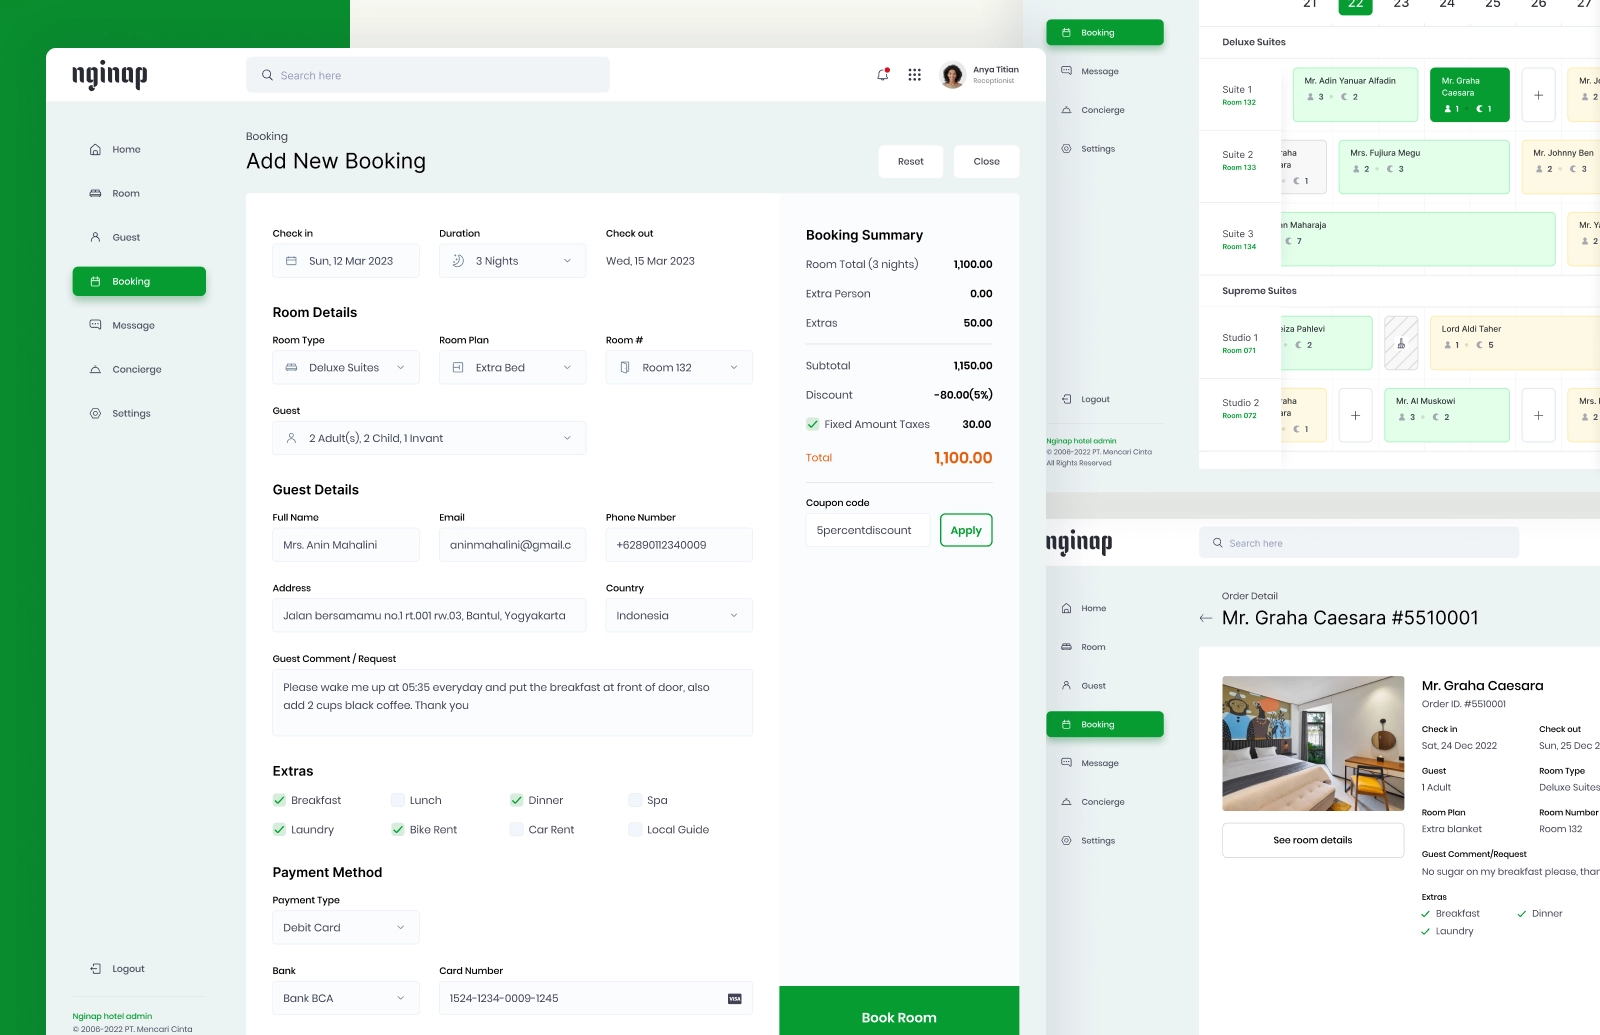 nginap
Search here
Anya Titian
Receptionist
Home
Room
Guest
Booking
Message
Concierge
Settings
Logout
Nginap hotel admin
© 2006-2022 PT. Mencari Cinta
Booking
Add New Booking
Reset
Close
Check in
Duration
Check out
Sun, 12 Mar 2023
3 Nights
Wed, 15 Mar 2023
Room Details
Room Type
Room Plan
Room #
Deluxe Suites
Extra Bed
Room 132
Guest
2 Adult(s), 2 Child, 1 Invant
Guest Details
Full Name
Email
Phone Number
Mrs. Anin Mahalini
aninmahalini@gmail.c
+62890112340009
Address
Country
Jalan bersamamu no.1 rt.001 rw.03, Bantul, Yogyakarta
Indonesia
Guest Comment / Request
Please wake me up at 05:35 everyday and put the breakfast at front of door, also
add 2 cups black coffee. Thank you
Extras
Breakfast
Lunch
Dinner
Spa
Laundry
Bike Rent
Car Rent
Local Guide
Payment Method
Payment Type
Debit Card
Bank
Card Number
Bank BCA
1524-1234-0009-1245
VISA
Booking Summary
Room Total (3 nights) 1,100.00
Extra Person 0.00
Extras 50.00
Subtotal 1,150.00
Discount -80.00(5%)
Fixed Amount Taxes 30.00
Total 1,100.00
Coupon code
5percentdiscount
Apply
Book Room
Booking
Message
Concierge
Settings
Logout
Nginap hotel admin
© 2006-2022 PT. Mencari Cinta
All Rights Reserved
21 22 23 24 25 26 27
Deluxe Suites
Suite 1
Room 132
Mr. Adin Yanuar Alfadin
3 2
Mr. Graha
Caesara
1 1
+
Mr. Je
2
Suite 2
Room 133
raha
ara
1
Mrs. Fujiura Megu
2 3
Mr. Johnny Ben
2 3
Suite 3
Room 134
n Maharaja
7
Mr. Ya
2
Supreme Suites
Studio 1
Room 071
eiza Pahlevi
2
Lord Aldi Taher
1 5
Studio 2
Room 072
raha
ara
1
+
Mr. Al Muskowi
3 2
+
Mrs.
2
nginap
Search here
Home
Room
Guest
Booking
Message
Concierge
Settings
Order Detail
Mr. Graha Caesara #5510001
See room details
Mr. Graha Caesara
Order ID. #5510001
Check in
Check out
Sat, 24 Dec 2022
Sun, 25 Dec 2
Guest
Room Type
1 Adult
Deluxe Suites
Room Plan
Room Number
Extra blanket
Room 132
Guest Comment/Request
No sugar on my breakfast please, than
Extras
Breakfast
Dinner
Laundry